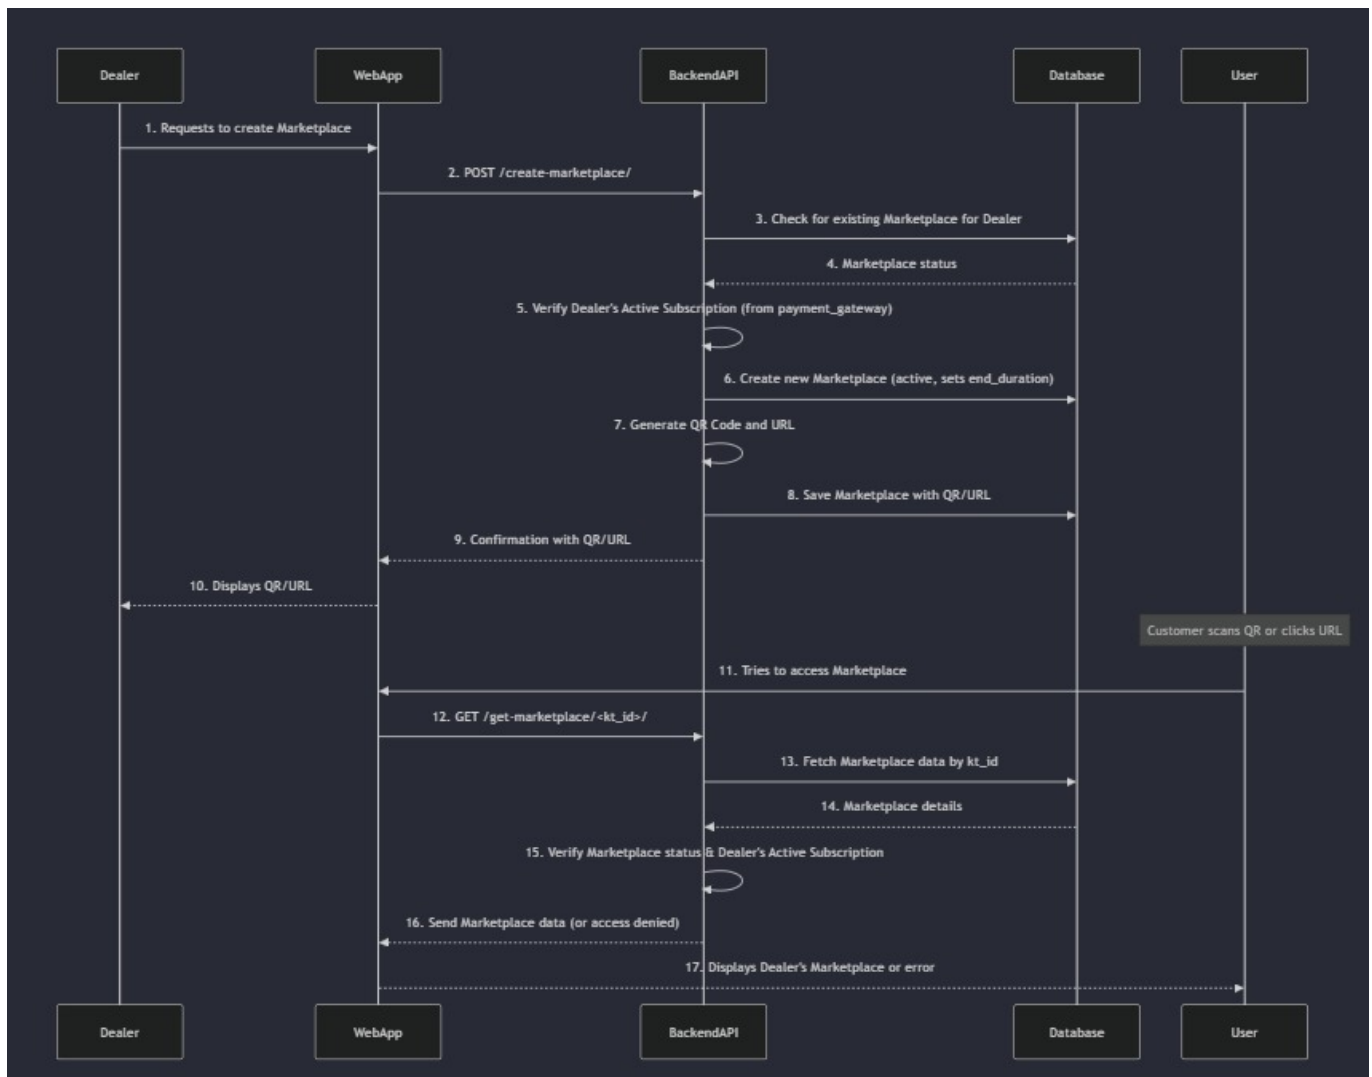 Dealer
WebApp
BackendAPI
Database
User
1. Requests to create Marketplace
2. POST /create-marketplace/
3. Check for existing Marketplace for Dealer
4. Marketplace status
5. Verify Dealer's Active Subscription (from payment_gateway)
6. Create new Marketplace (active, sets end_duration)
7. Generate QR Code and URL
8. Save Marketplace with QR/URL
9. Confirmation with QR/URL
10. Displays QR/URL
Customer scans QR or clicks URL
11. Tries to access Marketplace
12. GET /get-marketplace/<kt_id>/
13. Fetch Marketplace data by kt_id
14. Marketplace details
15. Verify Marketplace status & Dealer's Active Subscription
16. Send Marketplace data (or access denied)
17. Displays Dealer's Marketplace or error
Dealer
WebApp
BackendAPI
Database
User